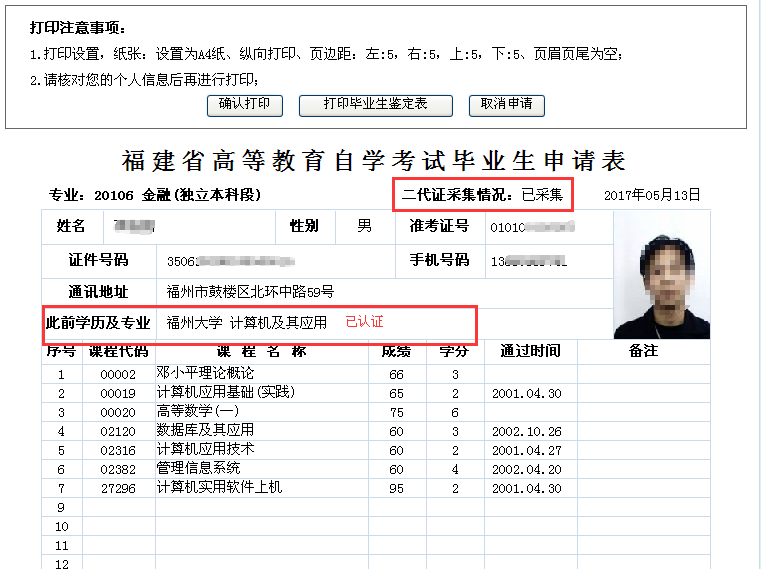 打印注意事项：
1.打印设置，纸张：设置为A4纸、纵向打印、页边距：左:5，右:5，上:5，下:5、页眉页尾为空；
2.请核对您的个人信息后再进行打印；
确认打印 打印毕业生鉴定表 取消申请
福建省高等教育自学考试毕业生申请表
专业：20106 金融(独立本科段) 二代证采集情况：已采集 2017年05月13日
姓名 性别 男 准考证号 01010
证件号码 3506 手机号码 13
通讯地址 福州市鼓楼区北环中路59号
此前学历及专业 福州大学 计算机及其应用 已认证
序号 课程代码 课 程 名 称 成绩 学分 通过时间 备注
1 00002 邓小平理论概论 66 3
2 00019 计算机应用基础(实践) 65 2 2001.04.30
3 00020 高等数学(一) 75 6
4 02120 数据库及其应用 60 3 2002.10.26
5 02316 计算机应用技术 60 2 2001.04.27
6 02382 管理信息系统 60 4 2002.04.20
7 27296 计算机实用软件上机 95 2 2001.04.30
9
10
11
12